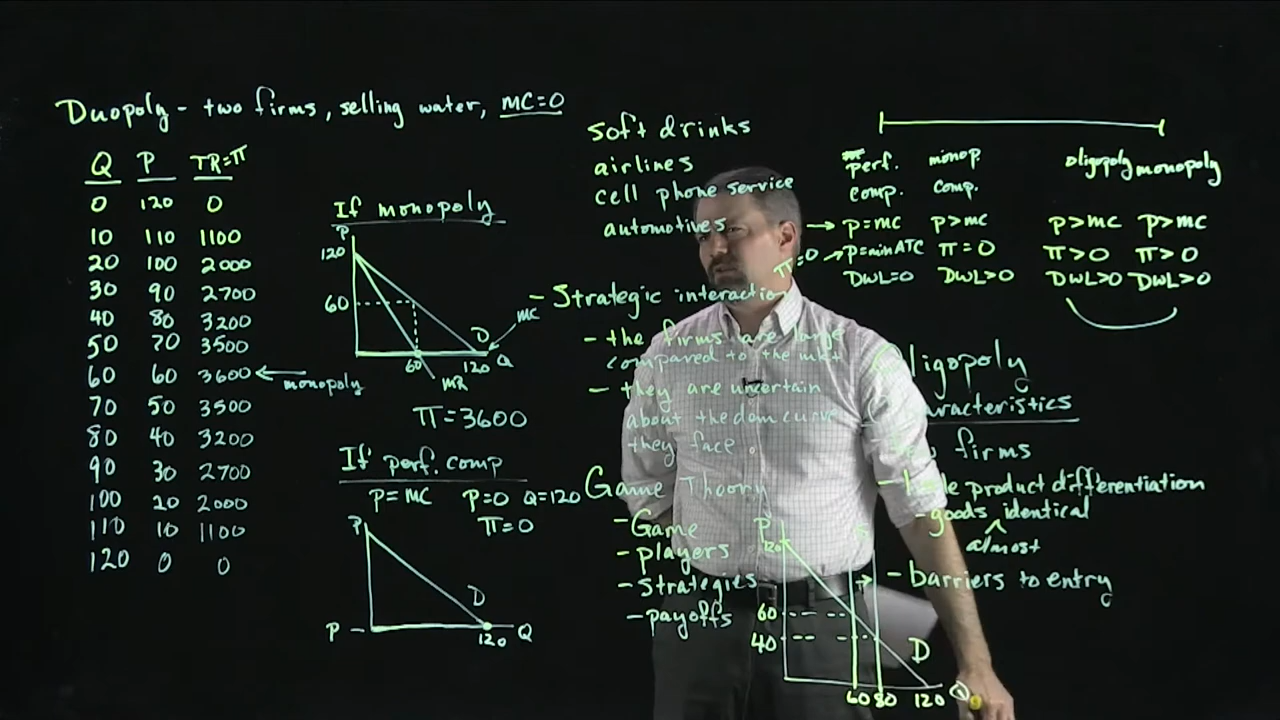 Duopoly - two firms, selling water, MC=0
Q P TR=π
0 120 0
10 110 1100
20 100 2000
30 90 2700
40 80 3200
50 70 3500
60 60 3600 ← monopoly
70 50 3500
80 40 3200
90 30 2700
100 20 2000
110 10 1100
120 0 0
If monopoly
P
120
60
60 120 Q
D
MC
MR
π=3600
If perf. comp
P=MC P=0 Q=120
π=0
P
D
P - 120 Q
soft drinks
airlines
cell phone service
automotives
- Strategic interaction
- the firms are large
compared to the mkt
- they are uncertain
about the dem curve
they face.
Game Theory
- Game
- players
- strategies
- payoffs
perf. monop. oligopoly monopoly
comp. comp.
→ P=MC P>MC P>MC P>MC
π=0 → P=minATC π=0 π>0 π>0
DWL=0 DWL>0 DWL>0 DWL>0
Oligopoly
firms
product differentiation
- goods identical
almost
- barriers to entry
P
120
60
40
D
60 80 120 Q